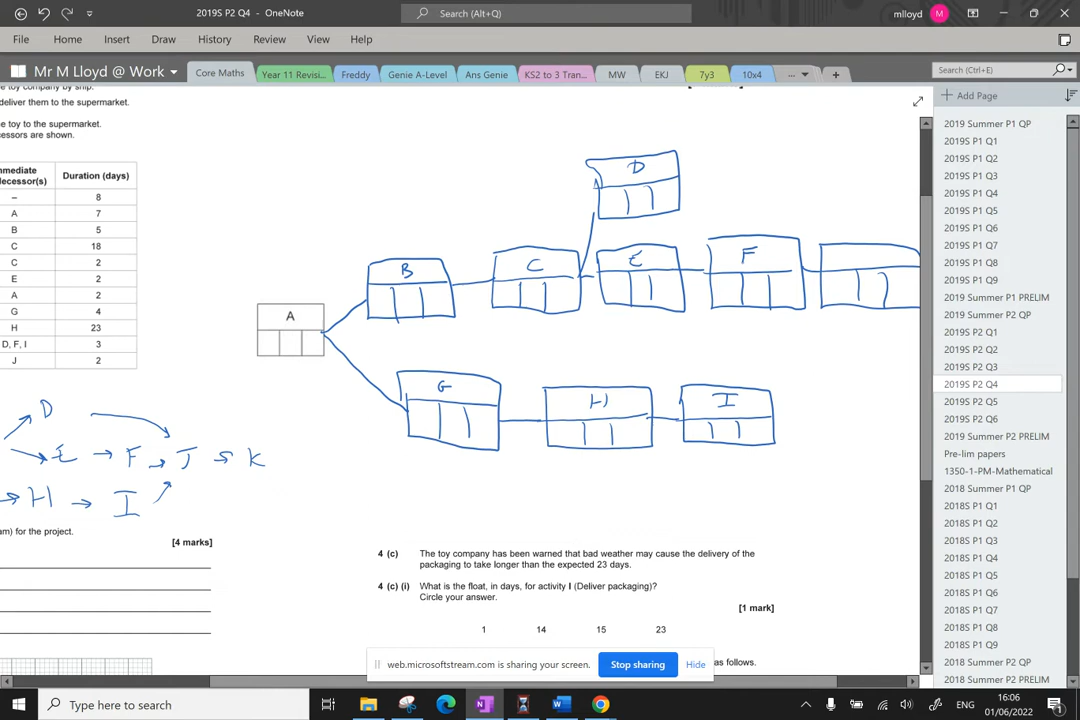 2019S P2 Q4 - OneNote
Search (Alt+Q)
mlloyd
M
File Home Insert Draw History Review View Help
Mr M Lloyd @ Work
Core Maths
Year 11 Revisi...
Freddy
Genie A-Level
Ans Genie
KS2 to 3 Tran...
MW
EKJ
7y3
10x4
...
Search (Ctrl+E)
Add Page
2019 Summer P1 QP
2019S P1 Q1
2019S P1 Q2
2019S P1 Q3
2019S P1 Q4
2019S P1 Q5
2019S P1 Q6
2019S P1 Q7
2019S P1 Q8
2019S P1 Q9
2019 Summer P1 PRELIM
2019 Summer P2 QP
2019S P2 Q1
2019S P2 Q2
2019S P2 Q3
2019S P2 Q4
2019S P2 Q5
2019S P2 Q6
2019 Summer P2 PRELIM
Pre-lim papers
1350-1-PM-Mathematical
2018 Summer P1 QP
2018S P1 Q1
2018S P1 Q2
2018S P1 Q3
2018S P1 Q4
2018S P1 Q5
2018S P1 Q6
2018S P1 Q7
2018S P1 Q8
2018S P1 Q9
2018 Summer P2 QP
2018 Summer P2 PRELIM
e toy company by ship.
deliver them to the supermarket.
e toy to the supermarket.
cessors are shown.
mmediate
decessor(s)
Duration (days)
– 8
A 7
B 5
C 18
C 2
E 2
A 2
G 4
H 23
D, F, I 3
J 2
D
E → F → J → K
→ H → I
am) for the project.
[4 marks]
A
B
C
D
E
F
G
H
I
4 (c) The toy company has been warned that bad weather may cause the delivery of the
packaging to take longer than the expected 23 days.
4 (c) (i) What is the float, in days, for activity I (Deliver packaging)?
Circle your answer.
[1 mark]
1 14 15 23
as follows.
web.microsoftstream.com is sharing your screen.
Stop sharing
Hide
Type here to search
ENG
16:06
01/06/2022